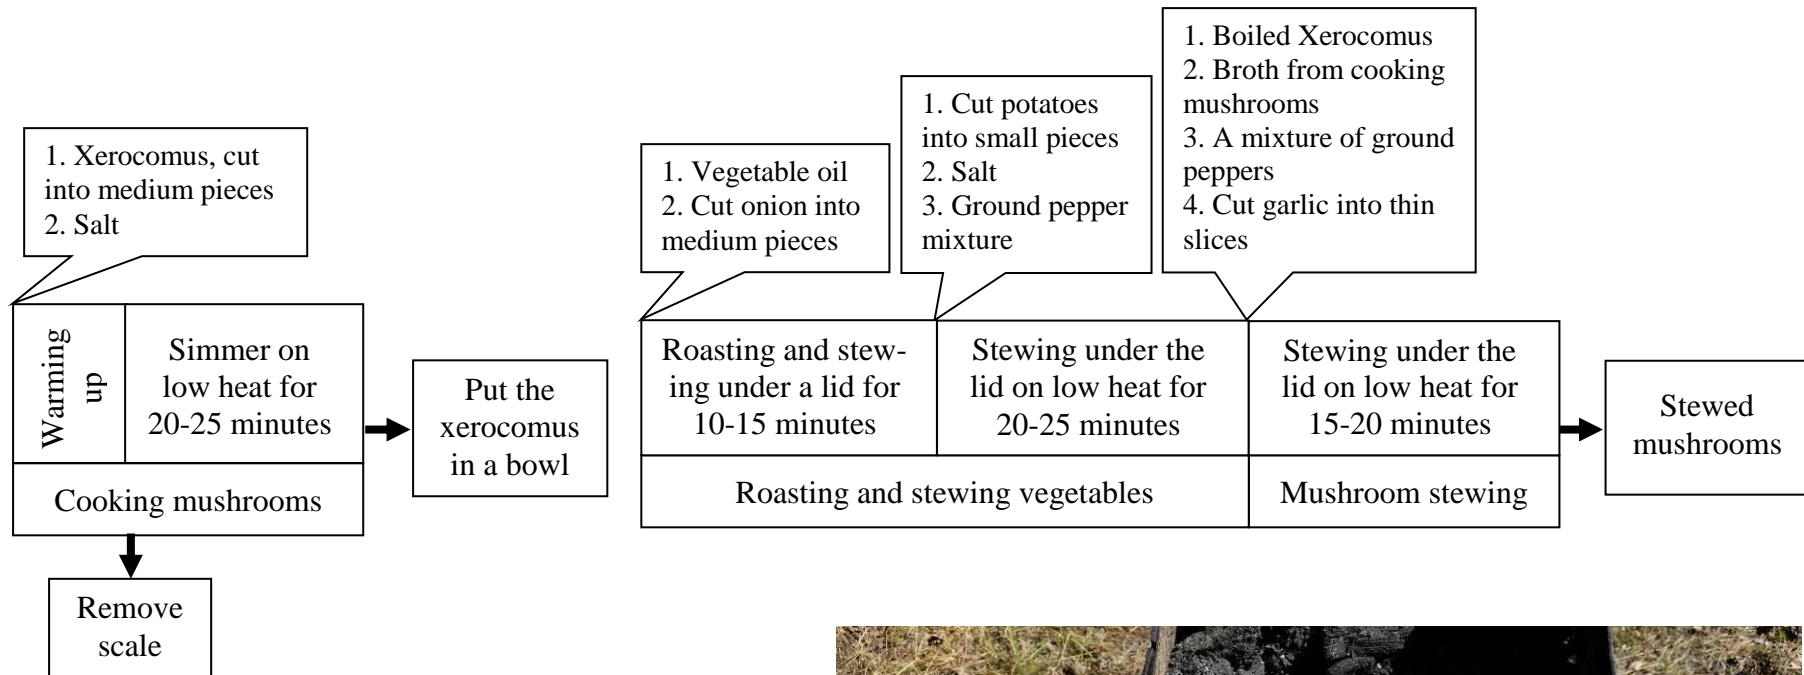 1. Xerocomus, cut
into medium pieces
2. Salt
Warming
up
Simmer on
low heat for
20-25 minutes
Cooking mushrooms
Remove
scale
Put the
xerocomus
in a bowl
1. Vegetable oil
2. Cut onion into
medium pieces
1. Cut potatoes
into small pieces
2. Salt
3. Ground pepper
mixture
1. Boiled Xerocomus
2. Broth from cooking
mushrooms
3. A mixture of ground
peppers
4. Cut garlic into thin
slices
Roasting and stew-
ing under a lid for
10-15 minutes
Stewing under the
lid on low heat for
20-25 minutes
Stewing under the
lid on low heat for
15-20 minutes
Roasting and stewing vegetables
Mushroom stewing
Stewed
mushrooms